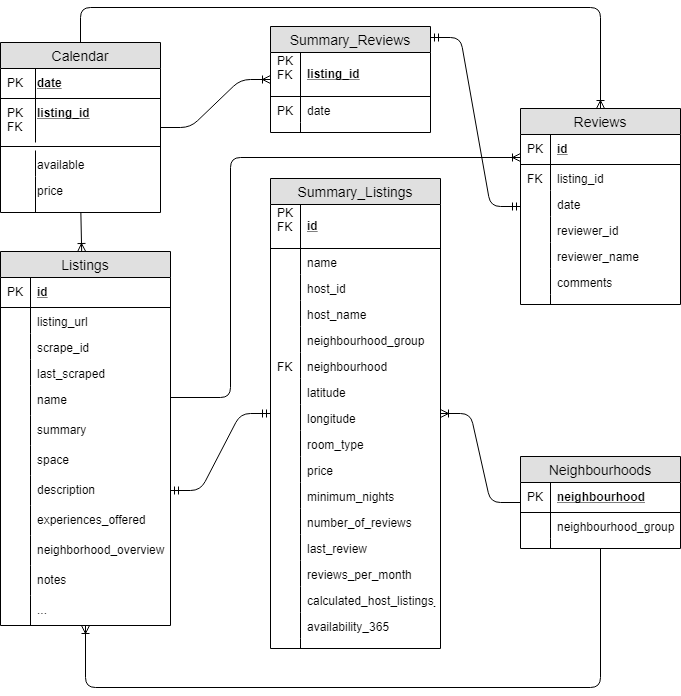 Calendar
PK date
PK
FK listing_id
available
price
Summary_Reviews
PK
FK listing_id
PK date
Reviews
PK id
FK listing_id
date
reviewer_id
reviewer_name
comments
Listings
PK id
listing_url
scrape_id
last_scraped
name
summary
space
description
experiences_offered
neighborhood_overview
notes
...
Summary_Listings
PK
FK id
name
host_id
host_name
neighbourhood_group
FK neighbourhood
latitude
longitude
room_type
price
minimum_nights
number_of_reviews
last_review
reviews_per_month
calculated_host_listings_
availability_365
Neighbourhoods
PK neighbourhood
neighbourhood_group